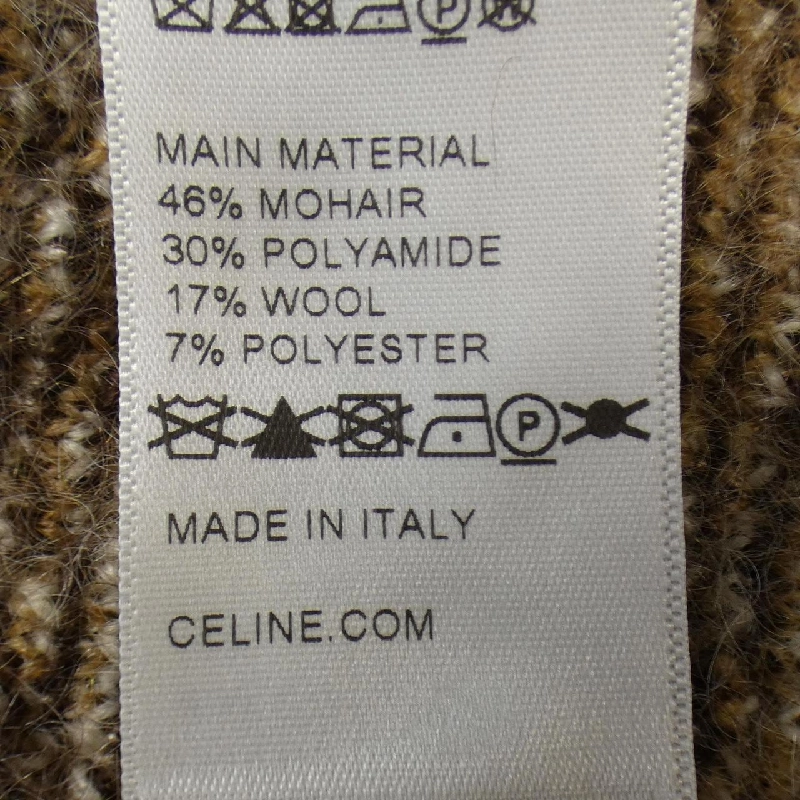 MAIN MATERIAL
46% MOHAIR
30% POLYAMIDE
17% WOOL
7% POLYESTER
P
MADE IN ITALY
CELINE.COM